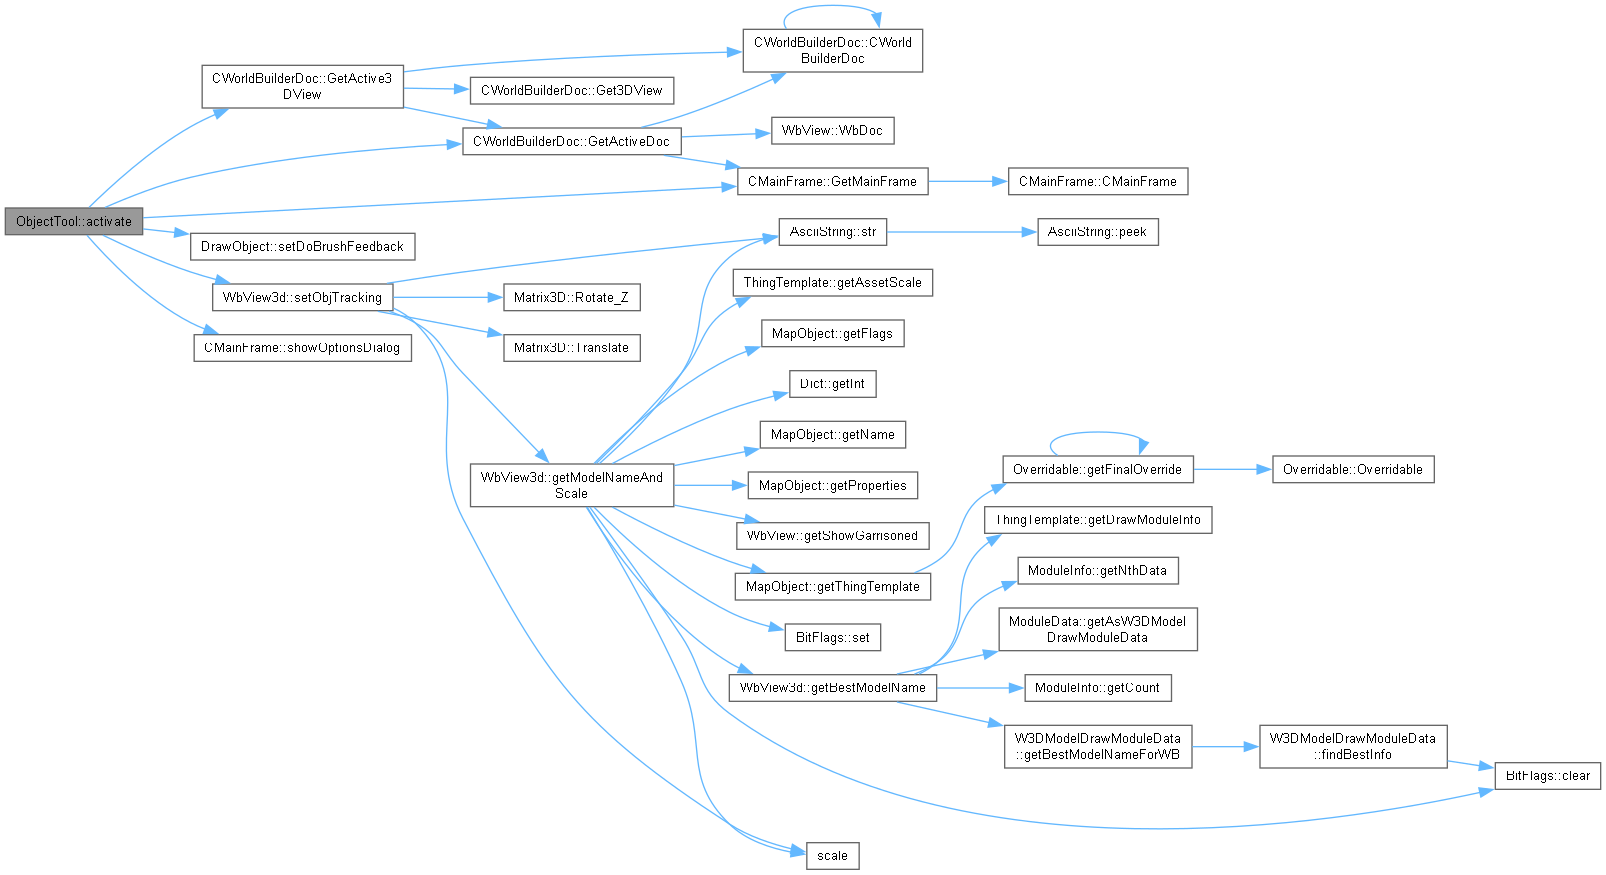 ObjectTool::activate
CWorldBuilderDoc::GetActive3
DView
CWorldBuilderDoc::CWorld
BuilderDoc
CWorldBuilderDoc::Get3DView
CWorldBuilderDoc::GetActiveDoc
WbView::WbDoc
CMainFrame::GetMainFrame
CMainFrame::CMainFrame
DrawObject::setDoBrushFeedback
WbView3d::setObjTracking
CMainFrame::showOptionsDialog
AsciiString::str
AsciiString::peek
Matrix3D::Rotate_Z
Matrix3D::Translate
ThingTemplate::getAssetScale
MapObject::getFlags
Dict::getInt
MapObject::getName
WbView3d::getModelNameAnd
Scale
MapObject::getProperties
WbView::getShowGarrisoned
MapObject::getThingTemplate
BitFlags::set
WbView3d::getBestModelName
Overridable::getFinalOverride
Overridable::Overridable
ThingTemplate::getDrawModuleInfo
ModuleInfo::getNthData
ModuleData::getAsW3DModel
DrawModuleData
ModuleInfo::getCount
W3DModelDrawModuleData
::getBestModelNameForWB
W3DModelDrawModuleData
::findBestInfo
BitFlags::clear
scale